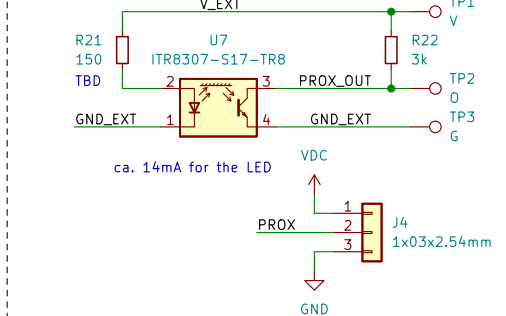 V_EXT
TP1
V
R21
150
TBD
U7
ITR8307-S17-TR8
R22
3k
2
3
PROX_OUT
TP2
O
GND_EXT
1
4
GND_EXT
TP3
G
ca. 14mA for the LED
VDC
1
PROX
2
3
J4
1x03x2.54mm
GND